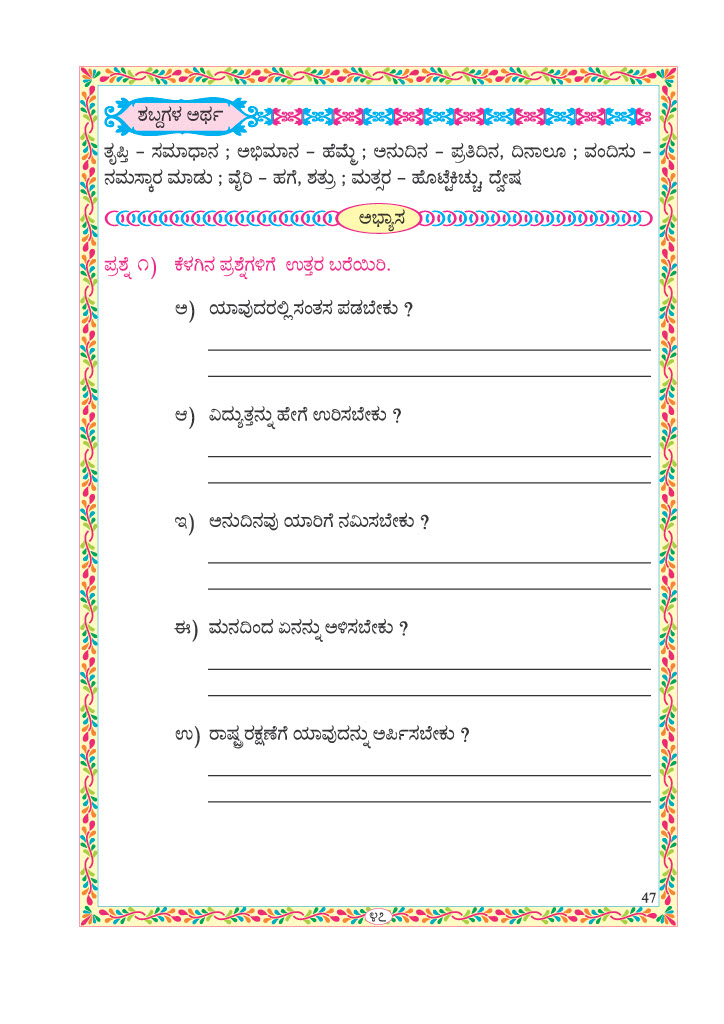 ಶಬ್ದಗಳ ಅರ್ಥ
ತೃಪ್ತಿ – ಸಮಾಧಾನ ; ಅಭಿಮಾನ – ಹೆಮ್ಮೆ ; ಅನುದಿನ – ಪ್ರತಿದಿನ, ದಿನಾಲೂ ; ವಂದಿಸು –
ನಮಸ್ಕಾರ ಮಾಡು ; ವೈರಿ – ಹಗೆ, ಶತ್ರು ; ಮತ್ಸರ – ಹೊಟ್ಟೆಕಿಚ್ಚು, ದ್ವೇಷ
ಅಭ್ಯಾಸ
ಪ್ರಶ್ನೆ ೧) ಕೆಳಗಿನ ಪ್ರಶ್ನೆಗಳಿಗೆ ಉತ್ತರ ಬರೆಯಿರಿ.
ಅ) ಯಾವುದರಲ್ಲಿ ಸಂತಸ ಪಡಬೇಕು ?
ಆ) ವಿದ್ಯುತ್ತನ್ನು ಹೇಗೆ ಉರಿಸಬೇಕು ?
ಇ) ಅನುದಿನವು ಯಾರಿಗೆ ನಮಿಸಬೇಕು ?
ಈ) ಮನದಿಂದ ಏನನ್ನು ಅಳಿಸಬೇಕು ?
ಉ) ರಾಷ್ಟ್ರರಕ್ಷಣೆಗೆ ಯಾವುದನ್ನು ಅರ್ಪಿಸಬೇಕು ?
47
೪೭